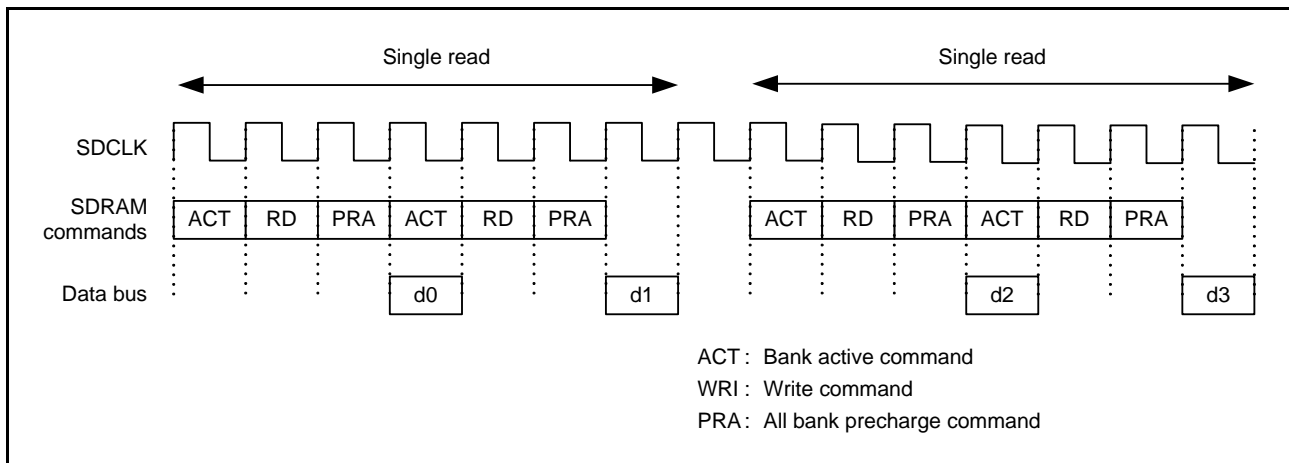 Single read Single read
SDCLK
SDRAM
commands
ACT RD PRA ACT RD PRA ACT RD PRA ACT RD PRA
Data bus
d0 d1 d2 d3
ACT : Bank active command
WRI : Write command
PRA : All bank precharge command